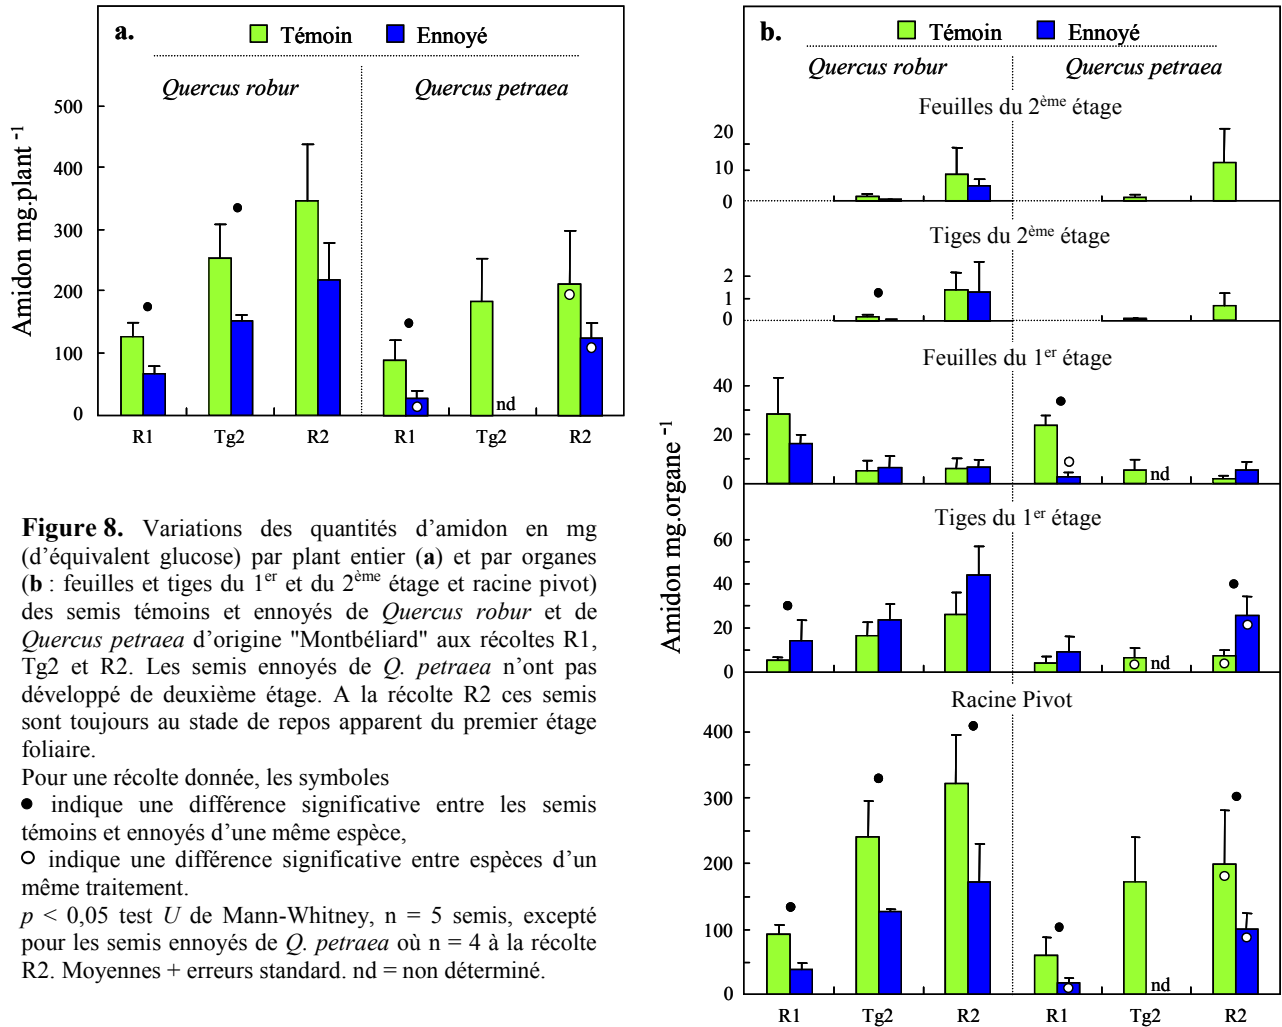 a.
Témoin Ennoyé
Quercus robur Quercus petraea
Amidon mg.plant -1
500
400
300
200
100
0
nd
R1 Tg2 R2 R1 Tg2 R2
Figure 8. Variations des quantités d'amidon en mg
(d'équivalent glucose) par plant entier (a) et par organes
(b : feuilles et tiges du 1er et du 2ème étage et racine pivot)
des semis témoins et ennoyés de Quercus robur et de
Quercus petraea d'origine "Montbéliard" aux récoltes R1,
Tg2 et R2. Les semis ennoyés de Q. petraea n'ont pas
développé de deuxième étage. A la récolte R2 ces semis
sont toujours au stade de repos apparent du premier étage
foliaire.
Pour une récolte donnée, les symboles
● indique une différence significative entre les semis
témoins et ennoyés d'une même espèce,
○ indique une différence significative entre espèces d'un
même traitement.
p < 0,05 test U de Mann-Whitney, n = 5 semis, excepté
pour les semis ennoyés de Q. petraea où n = 4 à la récolte
R2. Moyennes + erreurs standard. nd = non déterminé.
b.
Témoin Ennoyé
Quercus robur Quercus petraea
Amidon mg.organe -1
Feuilles du 2ème étage
20
10
0
Tiges du 2ème étage
2
1
0
Feuilles du 1er étage
40
20
0
nd
Tiges du 1er étage
60
40
20
0
nd
Racine Pivot
400
300
200
100
0
nd
R1 Tg2 R2 R1 Tg2 R2